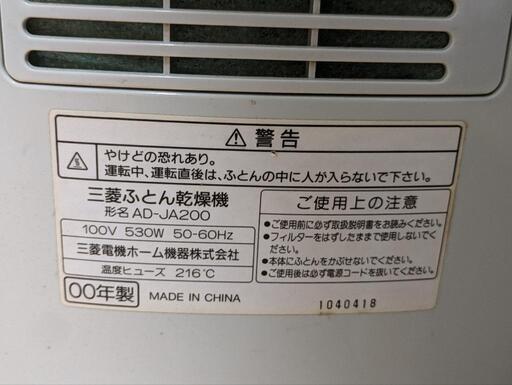 ⚠ 警告
やけどの恐れあり。
運転中、運転直後は、ふとんの中に人が入らないで下さい。
三菱ふとん乾燥機
形名 AD-JA200
100V 530W 50-60Hz
三菱電機ホーム機器株式会社
温度ヒューズ 216℃
00年製 MADE IN CHINA
ご使用上の注意
●ご使用前に必ず取扱説明書をお読みください。
●フィルターをはずしたままで使用しない
でください。
●本体にふとんをかぶせないでください。
●ご使用後は必ず電源コードを抜いてください。
1040418